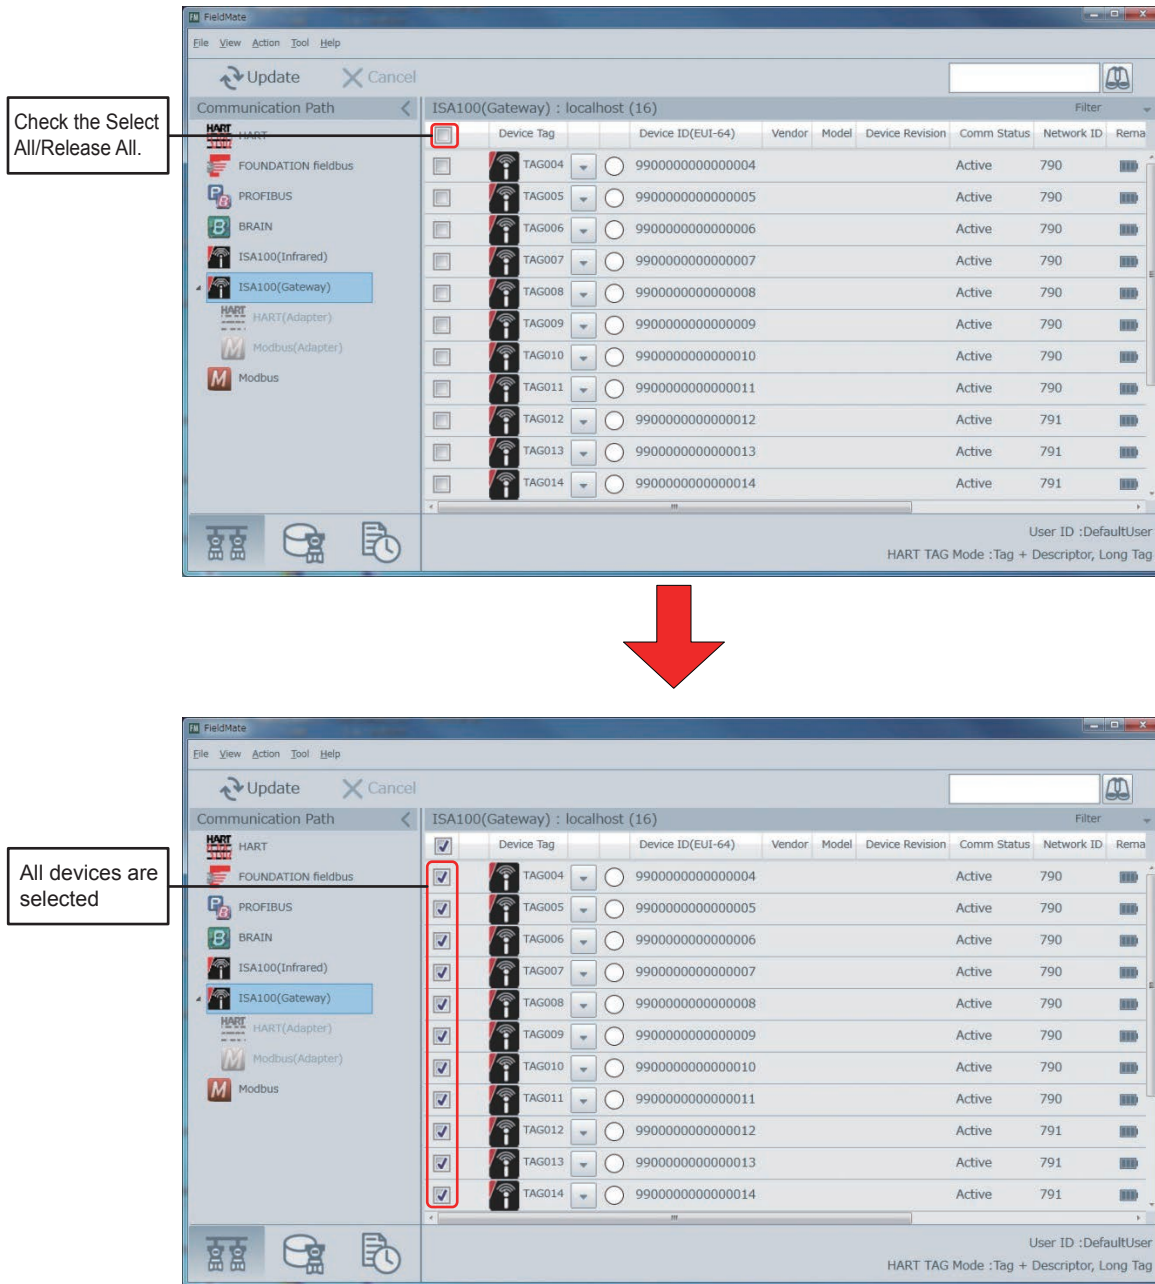 FieldMate
File View Action Tool Help
Update Cancel
Communication Path
ISA100(Gateway) : localhost (16) Filter
Check the Select
All/Release All.
HART HART
Device Tag Device ID(EUI-64) Vendor Model Device Revision Comm Status Network ID Rema
FOUNDATION fieldbus
PROFIBUS
BRAIN
ISA100(Infrared)
ISA100(Gateway)
HART HART(Adapter)
Modbus(Adapter)
Modbus
TAG004 9900000000000004 Active 790
TAG005 9900000000000005 Active 790
TAG006 9900000000000006 Active 790
TAG007 9900000000000007 Active 790
TAG008 9900000000000008 Active 790
TAG009 9900000000000009 Active 790
TAG010 9900000000000010 Active 790
TAG011 9900000000000011 Active 790
TAG012 9900000000000012 Active 791
TAG013 9900000000000013 Active 791
TAG014 9900000000000014 Active 791
User ID :DefaultUser
HART TAG Mode :Tag + Descriptor, Long Tag
FieldMate
File View Action Tool Help
Update Cancel
Communication Path
ISA100(Gateway) : localhost (16) Filter
HART HART
Device Tag Device ID(EUI-64) Vendor Model Device Revision Comm Status Network ID Rema
All devices are
selected
FOUNDATION fieldbus
PROFIBUS
BRAIN
ISA100(Infrared)
ISA100(Gateway)
HART HART(Adapter)
Modbus(Adapter)
Modbus
TAG004 9900000000000004 Active 790
TAG005 9900000000000005 Active 790
TAG006 9900000000000006 Active 790
TAG007 9900000000000007 Active 790
TAG008 9900000000000008 Active 790
TAG009 9900000000000009 Active 790
TAG010 9900000000000010 Active 790
TAG011 9900000000000011 Active 790
TAG012 9900000000000012 Active 791
TAG013 9900000000000013 Active 791
TAG014 9900000000000014 Active 791
User ID :DefaultUser
HART TAG Mode :Tag + Descriptor, Long Tag